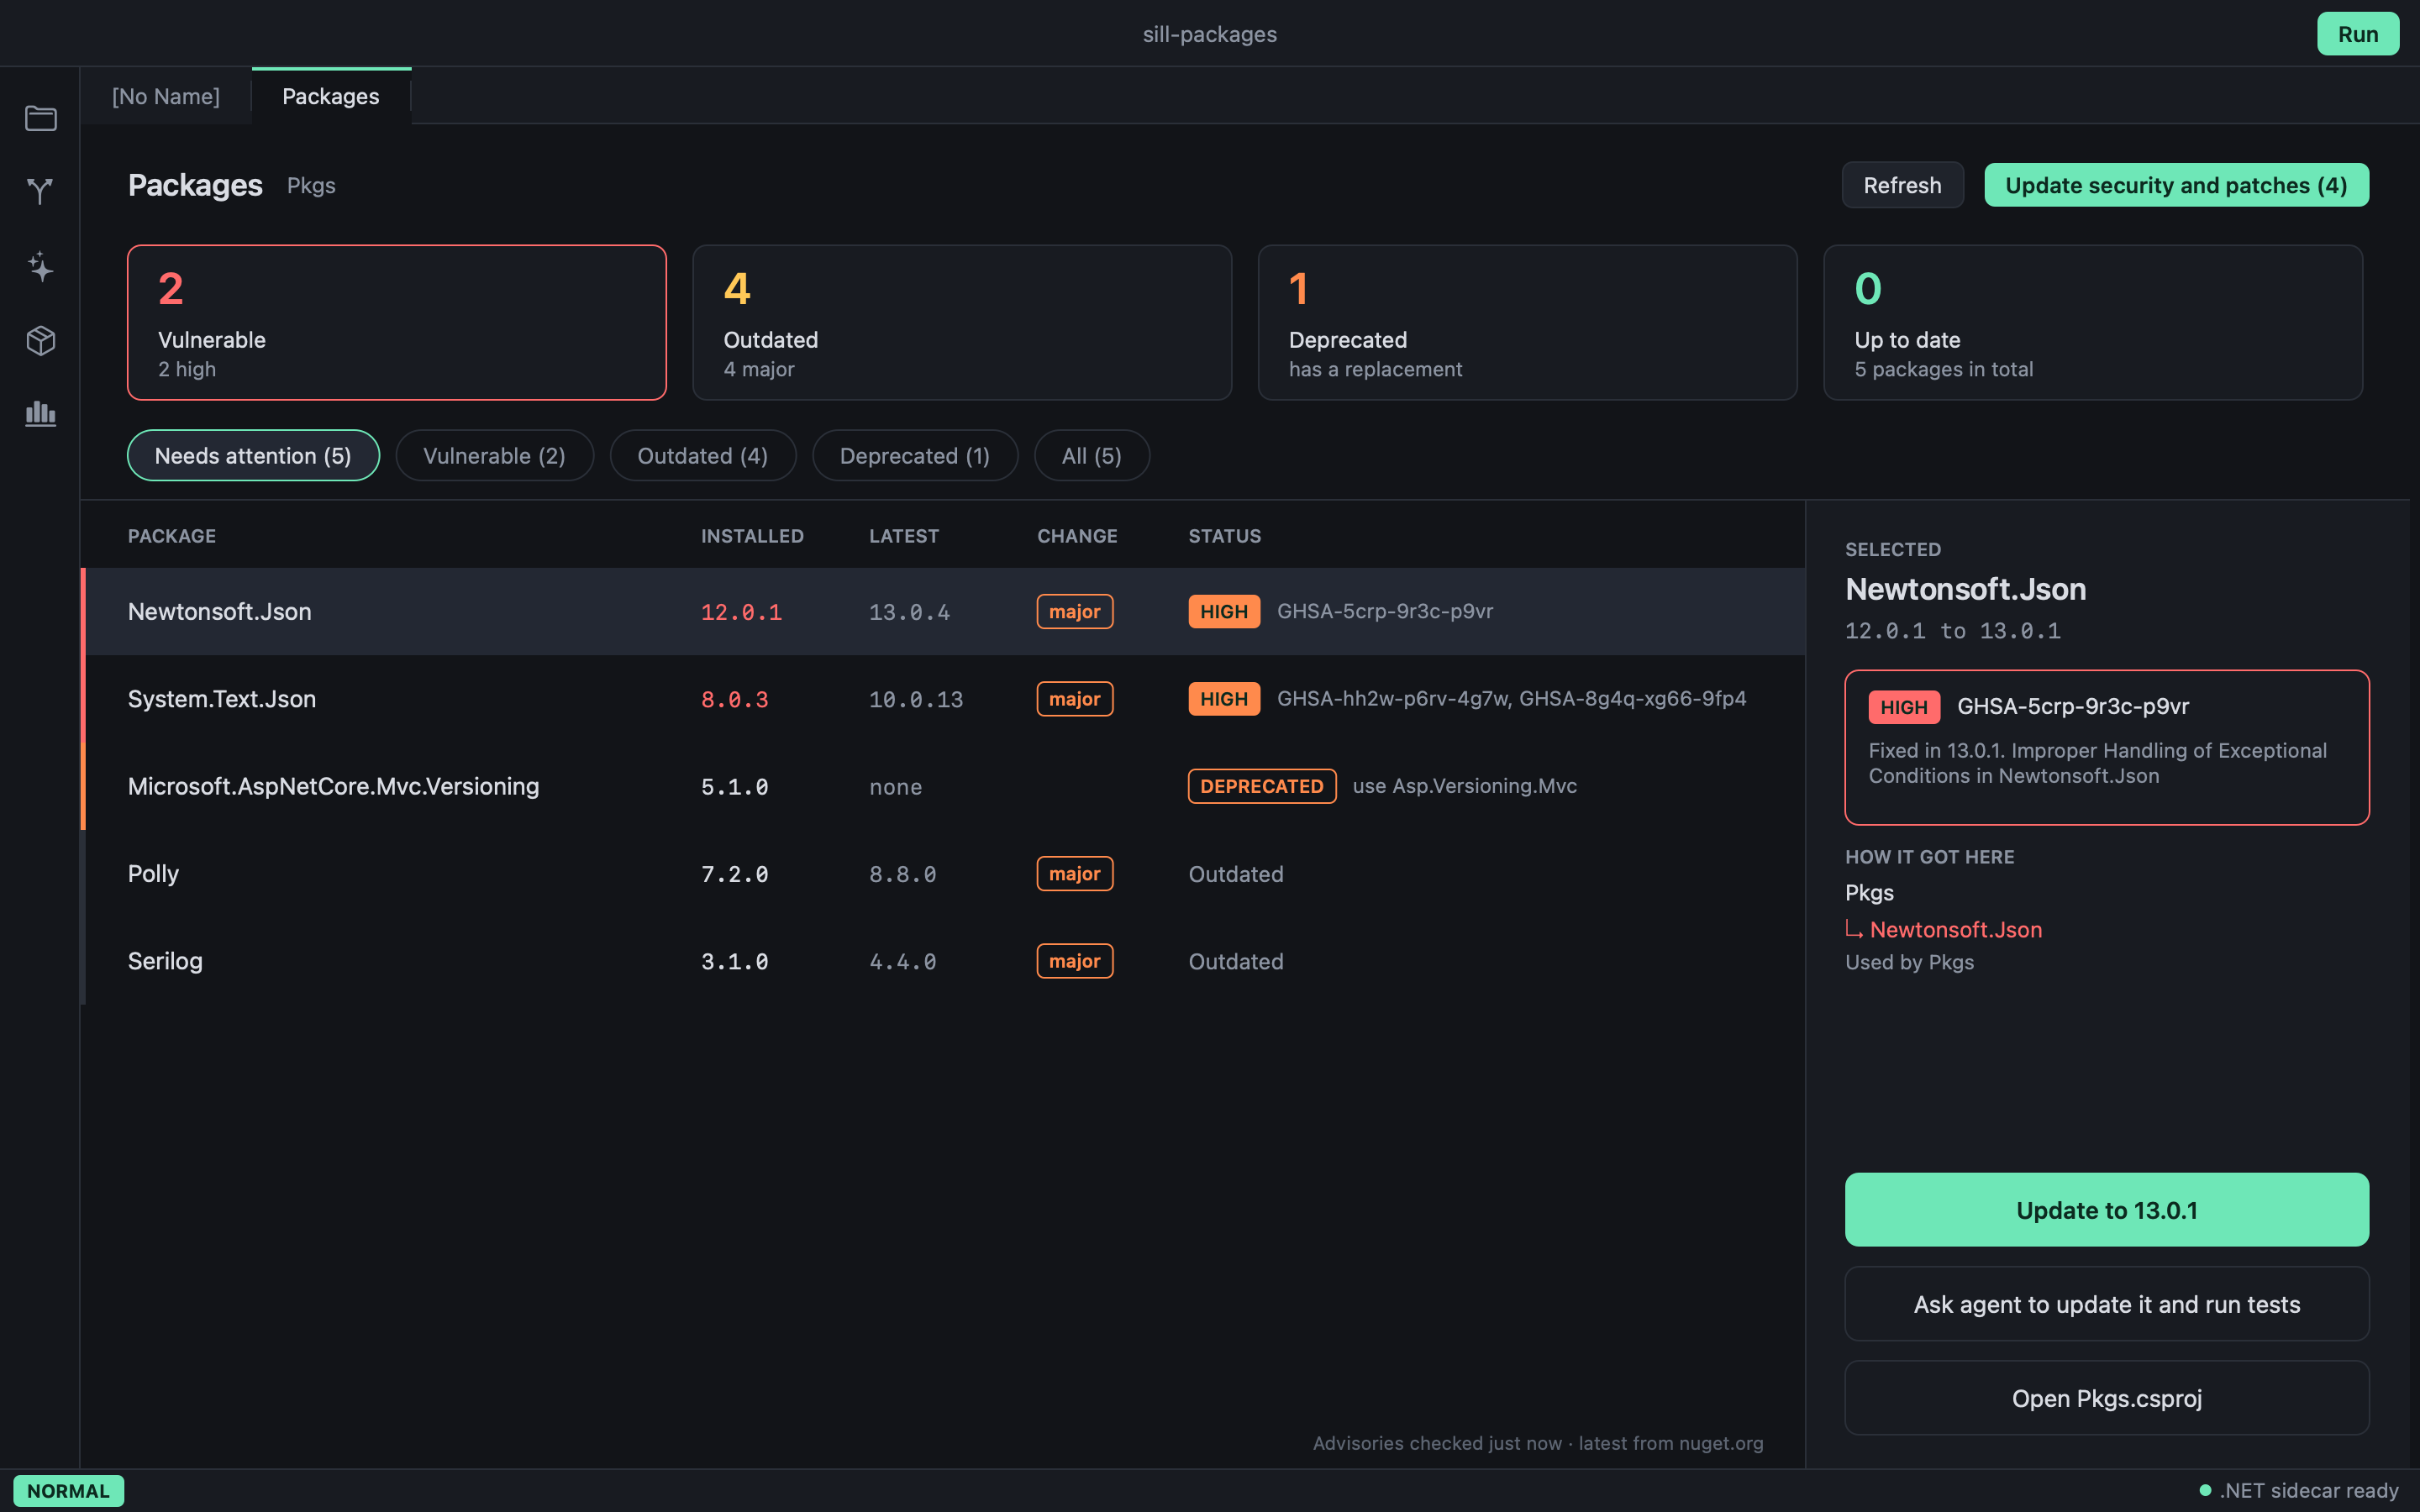 sill-packages
Run
[No Name]
Packages
Packages
Pkgs
Refresh
Update security and patches (4)
2
Vulnerable
2 high
4
Outdated
4 major
1
Deprecated
has a replacement
0
Up to date
5 packages in total
Needs attention (5)
Vulnerable (2)
Outdated (4)
Deprecated (1)
All (5)
PACKAGE INSTALLED LATEST CHANGE STATUS
Newtonsoft.Json 12.0.1 13.0.4 major HIGH GHSA-5crp-9r3c-p9vr
System.Text.Json 8.0.3 10.0.13 major HIGH GHSA-hh2w-p6rv-4g7w, GHSA-8g4q-xg66-9fp4
Microsoft.AspNetCore.Mvc.Versioning 5.1.0 none DEPRECATED use Asp.Versioning.Mvc
Polly 7.2.0 8.8.0 major Outdated
Serilog 3.1.0 4.4.0 major Outdated
Advisories checked just now · latest from nuget.org
SELECTED
Newtonsoft.Json
12.0.1 to 13.0.1
HIGH GHSA-5crp-9r3c-p9vr
Fixed in 13.0.1. Improper Handling of Exceptional
Conditions in Newtonsoft.Json
HOW IT GOT HERE
Pkgs
Newtonsoft.Json
Used by Pkgs
Update to 13.0.1
Ask agent to update it and run tests
Open Pkgs.csproj
NORMAL
.NET sidecar ready